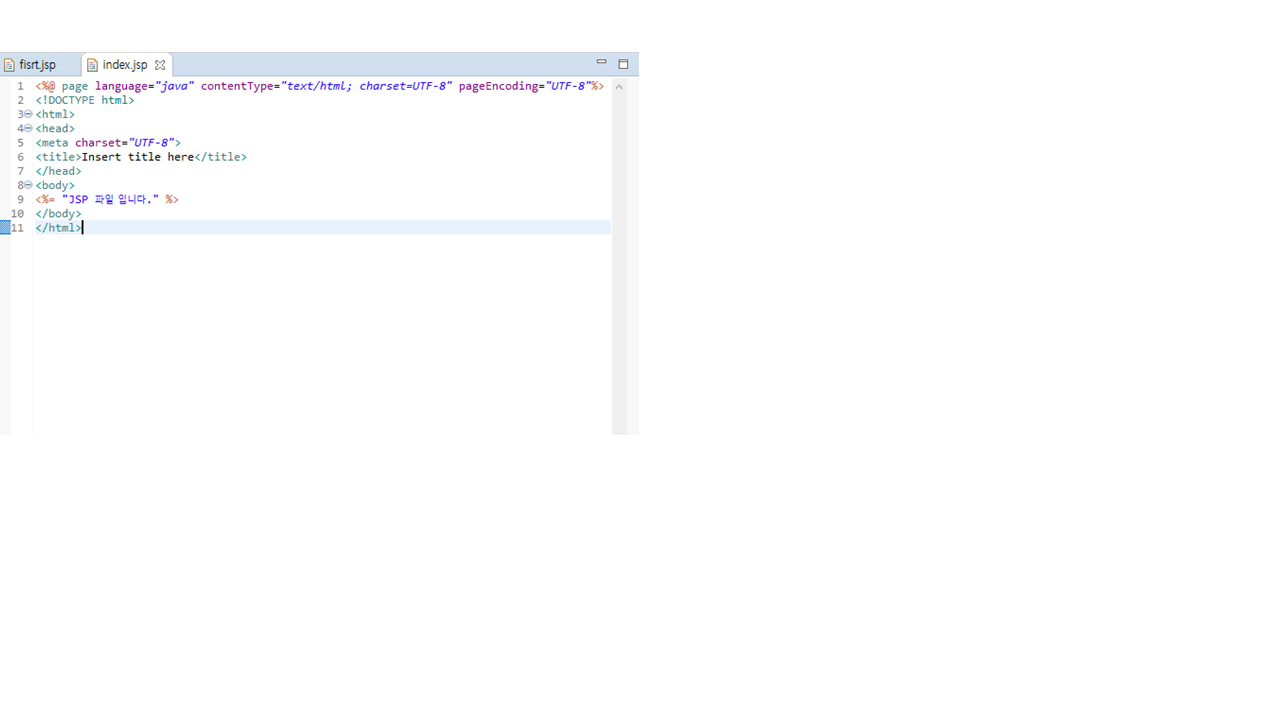 fisrt.jsp index.jsp
1 <%@ page language="java" contentType="text/html; charset=UTF-8" pageEncoding="UTF-8"%>
2 <!DOCTYPE html>
3 <html>
4 <head>
5 <meta charset="UTF-8">
6 <title>Insert title here</title>
7 </head>
8 <body>
9 <%= "JSP 파일 입니다." %>
10 </body>
11 </html>